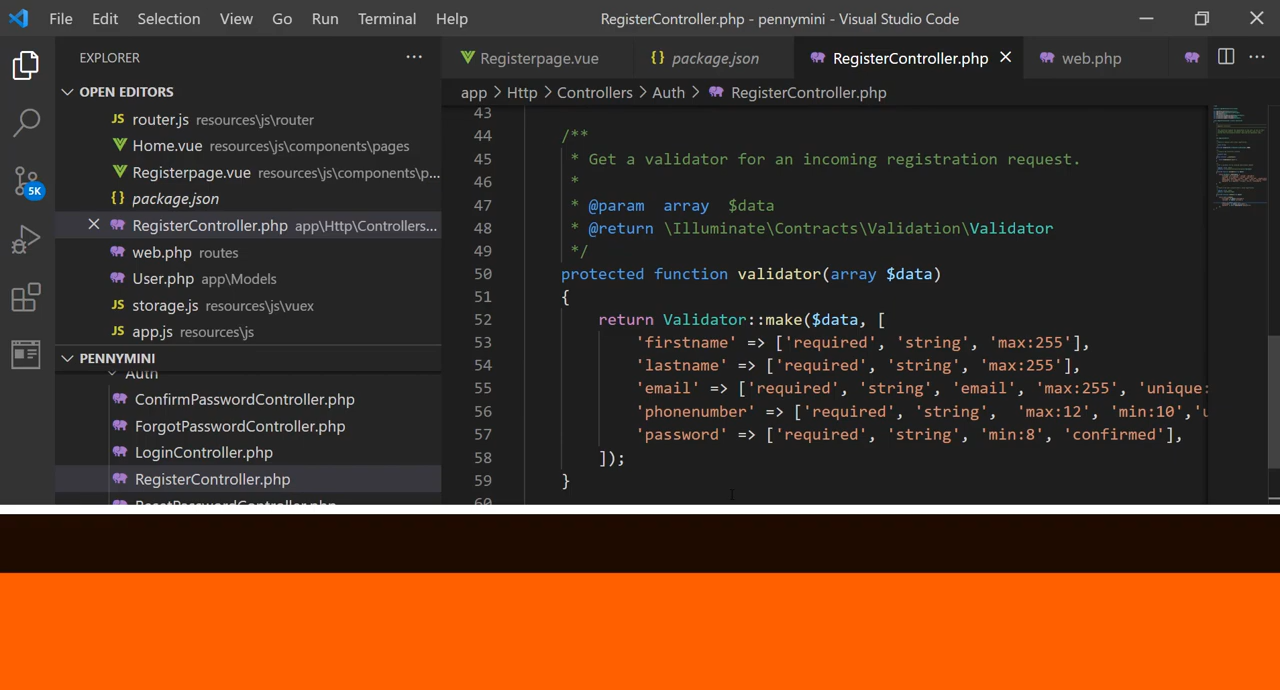 File Edit Selection View Go Run Terminal Help RegisterController.php - pennymini - Visual Studio Code
EXPLORER
Registerpage.vue {} package.json RegisterController.php web.php
OPEN EDITORS
app > Http > Controllers > Auth > RegisterController.php
JS router.js resources\js\router
Home.vue resources\js\components\pages
Registerpage.vue resources\js\components\p...
{} package.json
RegisterController.php app\Http\Controllers...
web.php routes
User.php app\Models
JS storage.js resources\js\vuex
JS app.js resources\js
5K
PENNYMINI
Auth
ConfirmPasswordController.php
ForgotPasswordController.php
LoginController.php
RegisterController.php
ResetPasswordController.php
43
44 /**
45 * Get a validator for an incoming registration request.
46 *
47 * @param array $data
48 * @return \Illuminate\Contracts\Validation\Validator
49 */
50 protected function validator(array $data)
51 {
52 return Validator::make($data, [
53 'firstname' => ['required', 'string', 'max:255'],
54 'lastname' => ['required', 'string', 'max:255'],
55 'email' => ['required', 'string', 'email', 'max:255', 'unique:
56 'phonenumber' => ['required', 'string', 'max:12', 'min:10','u
57 'password' => ['required', 'string', 'min:8', 'confirmed'],
58 ]);
59 }
60